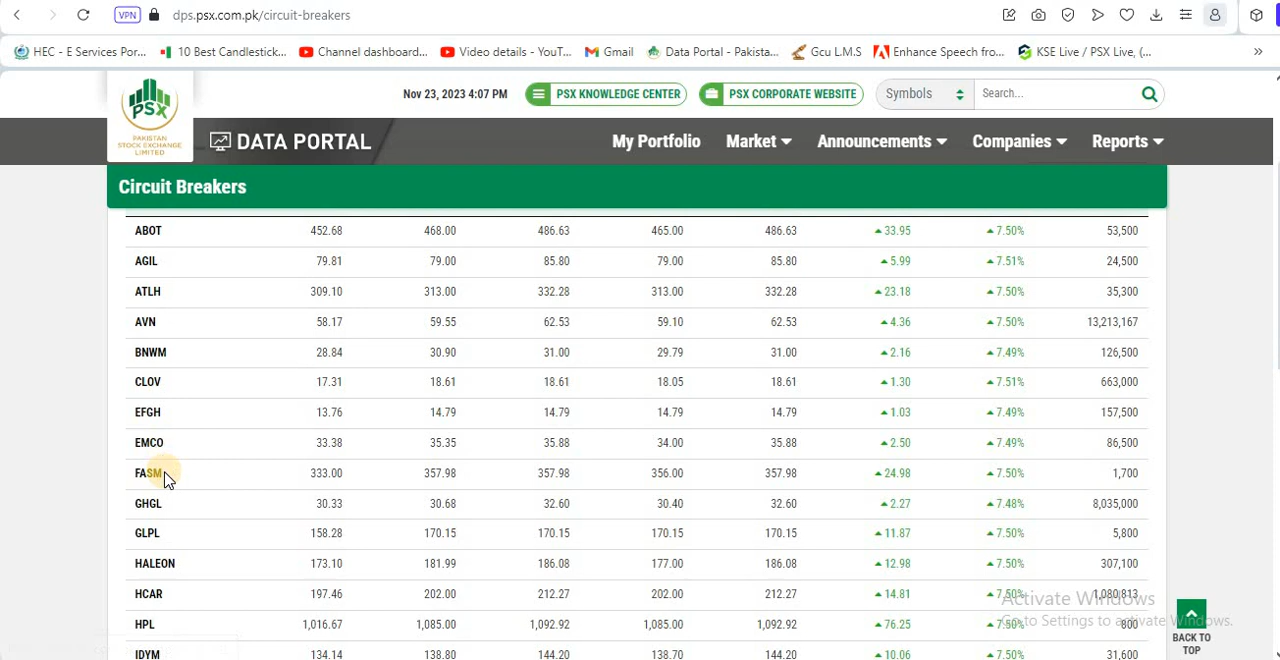 VPN dps.psx.com.pk/circuit-breakers
HEC - E Services Por... 10 Best Candlestick... Channel dashboard... Video details - YouT... Gmail Data Portal - Pakista... Gcu L.M.S Enhance Speech fro... KSE Live / PSX Live, (... »
PSX
PAKISTAN
STOCK EXCHANGE
LIMITED
Nov 23, 2023 4:07 PM PSX KNOWLEDGE CENTER PSX CORPORATE WEBSITE Symbols Search...
DATA PORTAL My Portfolio Market Announcements Companies Reports
Circuit Breakers
ABOT 452.68 468.00 486.63 465.00 486.63 33.95 7.50% 53,500
AGIL 79.81 79.00 85.80 79.00 85.80 5.99 7.51% 24,500
ATLH 309.10 313.00 332.28 313.00 332.28 23.18 7.50% 35,300
AVN 58.17 59.55 62.53 59.10 62.53 4.36 7.50% 13,213,167
BNWM 28.84 30.90 31.00 29.79 31.00 2.16 7.49% 126,500
CLOV 17.31 18.61 18.61 18.05 18.61 1.30 7.51% 663,000
EFGH 13.76 14.79 14.79 14.79 14.79 1.03 7.49% 157,500
EMCO 33.38 35.35 35.88 34.00 35.88 2.50 7.49% 86,500
FASM 333.00 357.98 357.98 356.00 357.98 24.98 7.50% 1,700
GHGL 30.33 30.68 32.60 30.40 32.60 2.27 7.48% 8,035,000
GLPL 158.28 170.15 170.15 170.15 170.15 11.87 7.50% 5,800
HALEON 173.10 181.99 186.08 177.00 186.08 12.98 7.50% 307,100
HCAR 197.46 202.00 212.27 202.00 212.27 14.81 7.50% 1,080,813
Activate Windows
HPL 1,016.67 1,085.00 1,092.92 1,085.00 1,092.92 76.25 7.50% 800
Go to Settings to activate Windows.
BACK TO
TOP
IDYM 134.14 138.80 144.20 138.70 144.20 10.06 7.50% 31,600